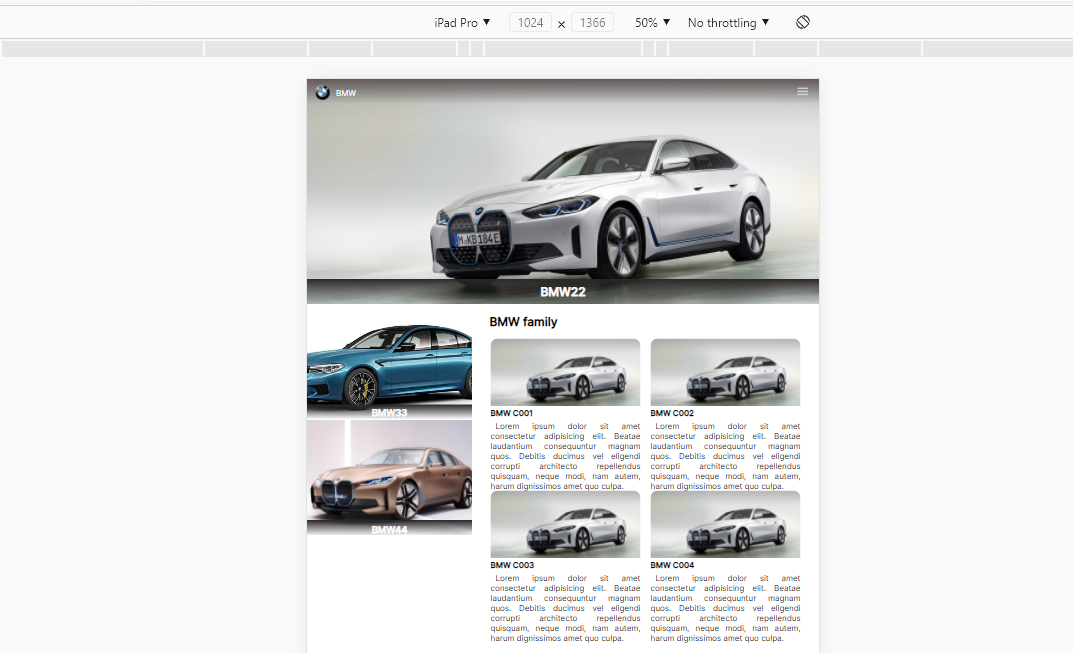 iPad Pro ▼ 1024 x 1366 50% ▼ No throttling ▼
BMW
M KB184E
BMW22
BMW33
BMW44
BMW family
BMW C001
Lorem ipsum dolor sit amet
consectetur adipisicing elit. Beatae
laudantium consequuntur magnam
quos. Debitis ducimus vel eligendi
corrupti architecto repellendus
quisquam, neque modi, nam autem,
harum dignissimos amet quo culpa.
BMW C002
Lorem ipsum dolor sit amet
consectetur adipisicing elit. Beatae
laudantium consequuntur magnam
quos. Debitis ducimus vel eligendi
corrupti architecto repellendus
quisquam, neque modi, nam autem,
harum dignissimos amet quo culpa.
BMW C003
Lorem ipsum dolor sit amet
consectetur adipisicing elit. Beatae
laudantium consequuntur magnam
quos. Debitis ducimus vel eligendi
corrupti architecto repellendus
quisquam, neque modi, nam autem,
harum dignissimos amet quo culpa.
BMW C004
Lorem ipsum dolor sit amet
consectetur adipisicing elit. Beatae
laudantium consequuntur magnam
quos. Debitis ducimus vel eligendi
corrupti architecto repellendus
quisquam, neque modi, nam autem,
harum dignissimos amet quo culpa.